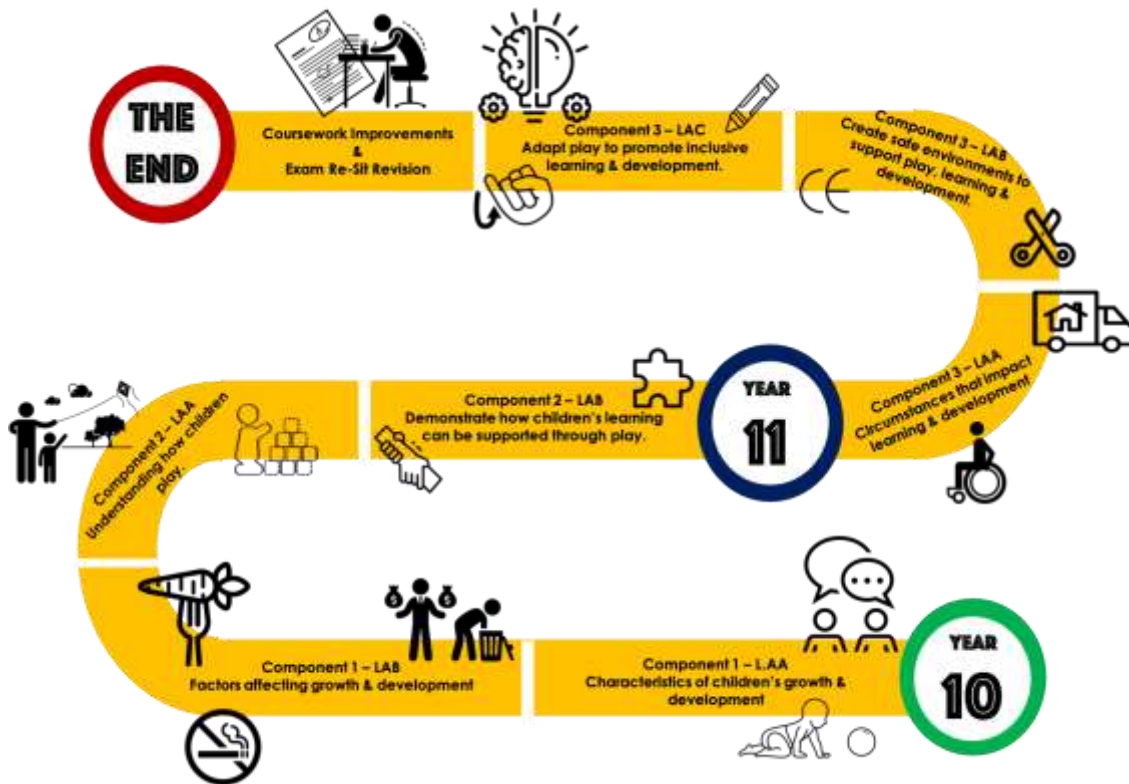 THE
END
Coursework Improvements
&
Exam Re-Sit Revision
Component 3 – LAC
Adapt play to promote inclusive
learning & development.
Component 3 – LAB
Create safe environments to
support play, learning &
development.
Component 2 – LAA
Understanding how children
play.
Component 2 – LAB
Demonstrate how children's learning
can be supported through play.
YEAR
11
Component 3 – LAA
Circumstances that impact
learning & development
Component 1 – LAB
Factors affecting growth & development
Component 1 – L.AA
Characteristics of children's growth &
development
YEAR
10